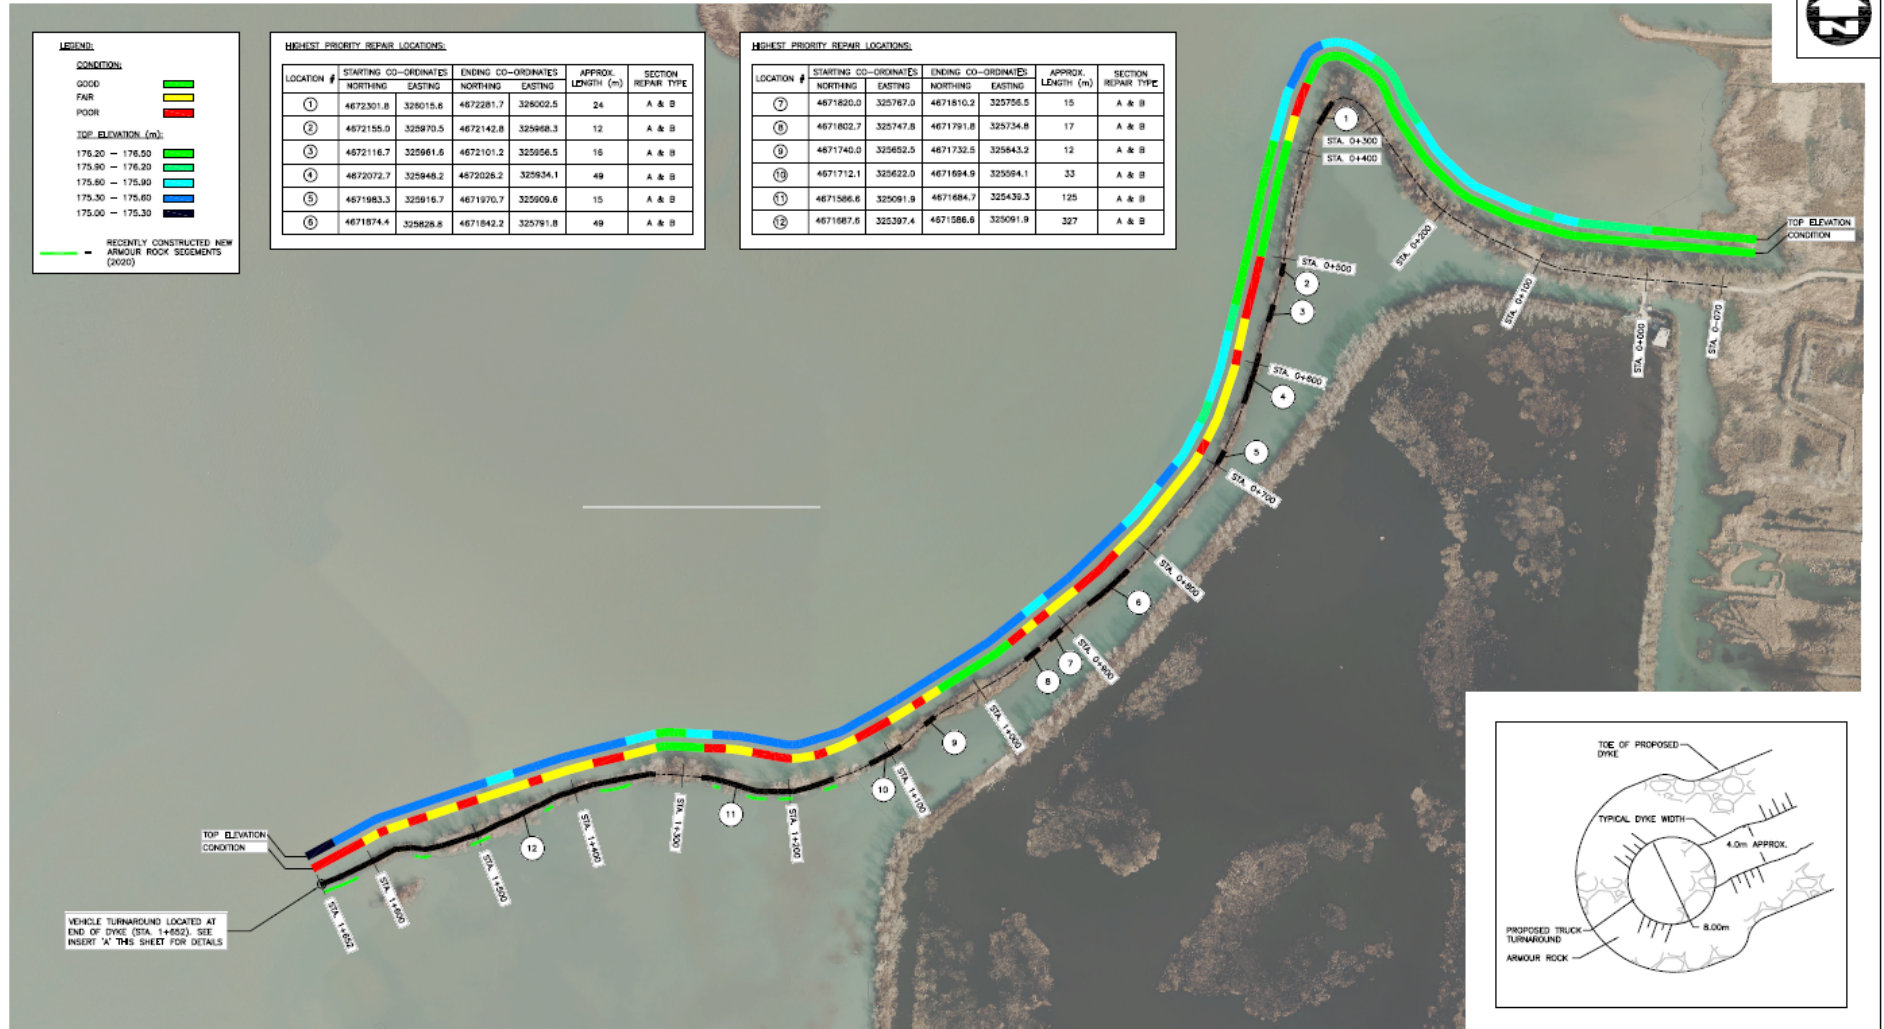 LEGEND:
CONDITION:
GOOD
FAIR
POOR
TOP ELEVATION (m):
176.20 – 176.50
175.90 – 176.20
175.60 – 175.90
175.30 – 175.60
175.00 – 175.30
RECENTLY CONSTRUCTED NEW
ARMOUR ROCK SEGEMENTS
(2020)
HIGHEST PRIORITY REPAIR LOCATIONS:
LOCATION # STARTING CO-ORDINATES ENDING CO-ORDINATES APPROX. LENGTH (m) SECTION REPAIR TYPE
NORTHING EASTING NORTHING EASTING
1 4672301.8 326015.6 4672281.7 326002.5 24 A & B
2 4672155.0 325970.5 4672142.8 325968.3 12 A & B
3 4672116.7 325961.6 4672101.2 325956.5 16 A & B
4 4672072.7 325948.2 4672026.2 325934.1 49 A & B
5 4671983.3 325916.7 4671970.7 325909.6 15 A & B
6 4671874.4 325828.8 4671842.2 325791.8 49 A & B
HIGHEST PRIORITY REPAIR LOCATIONS:
LOCATION # STARTING CO-ORDINATES ENDING CO-ORDINATES APPROX. LENGTH (m) SECTION REPAIR TYPE
NORTHING EASTING NORTHING EASTING
7 4671820.0 325767.0 4671810.2 325756.5 15 A & B
8 4671802.7 325747.8 4671791.8 325734.8 17 A & B
9 4671740.0 325652.5 4671732.5 325643.2 12 A & B
10 4671712.1 325622.0 4671694.9 325594.1 33 A & B
11 4671586.6 325091.9 4671684.7 325439.3 125 A & B
12 4671687.6 325397.4 4671586.6 325091.9 327 A & B
N
1
STA. 0+300
STA. 0+400
TOP ELEVATION
CONDITION
STA. 0+200
STA. 0+100
STA. 0+000
STA. 0-070
STA. 0+500
2
3
STA. 0+600
4
5
STA. 0+700
STA. 0+800
6
STA. 0+900
7
8
STA. 1+000
9
10
STA. 1+100
11
STA. 1+200
STA. 1+300
STA. 1+400
12
STA. 1+500
STA. 1+600
STA. 1+652
TOP ELEVATION
CONDITION
VEHICLE TURNAROUND LOCATED AT
END OF DYKE (STA. 1+652). SEE
INSERT 'A' THIS SHEET FOR DETAILS
TOE OF PROPOSED
DYKE
TYPICAL DYKE WIDTH
4.0m APPROX.
8.00m
PROPOSED TRUCK
TURNAROUND
ARMOUR ROCK